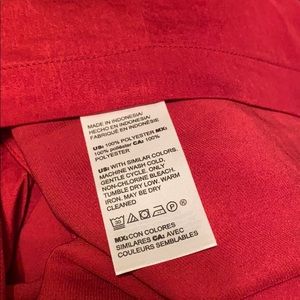 MADE IN INDONESIA
HECHO EN INDONESIA
FABRIQUÉ EN INDONÉSIE
US: 100% POLYESTER MX:
100% poliéster CA: 100%
POLYESTER
US: WITH SIMILAR COLORS.
MACHINE WASH COLD,
GENTLE CYCLE. ONLY
NON-CHLORINE BLEACH.
TUMBLE DRY LOW. WARM
IRON. MAY BE DRY
CLEANED
MX: CON COLORES
SIMILARES CA: AVEC
COULEURS SEMBLABLES